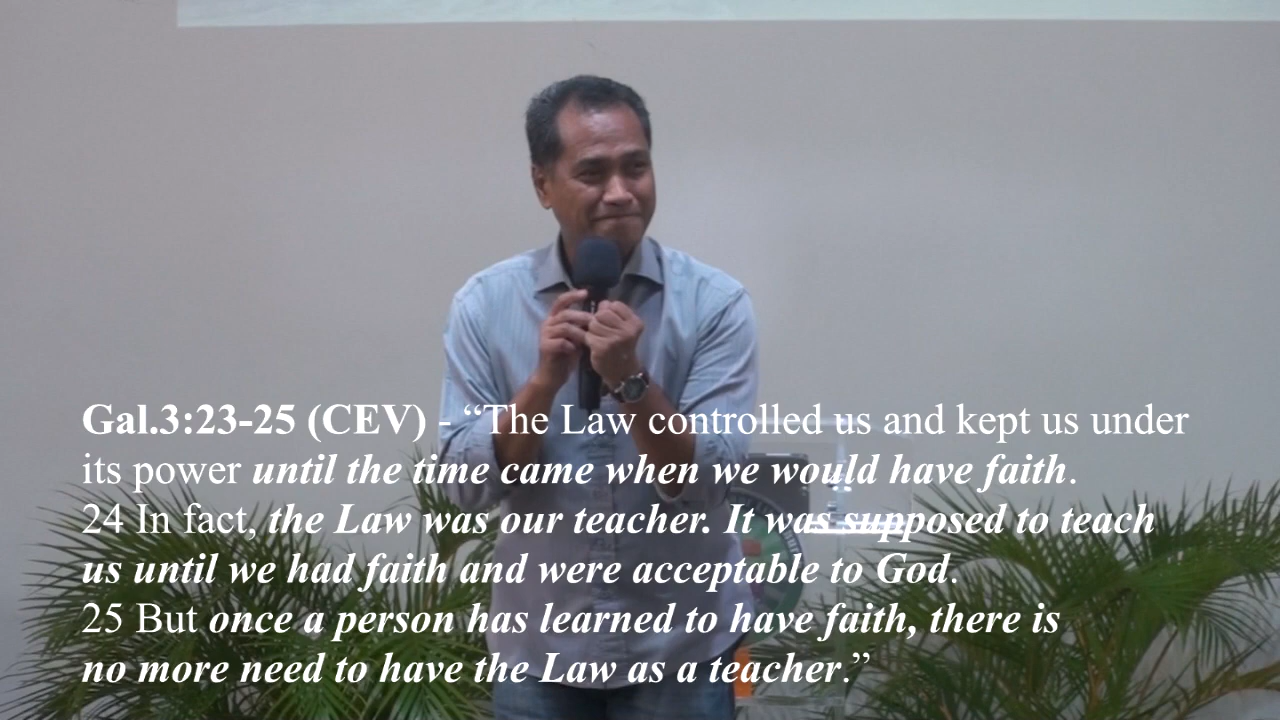 Gal.3:23-25 (CEV) - “The Law controlled us and kept us under
its power until the time came when we would have faith.
24 In fact, the Law was our teacher. It was supposed to teach
us until we had faith and were acceptable to God.
25 But once a person has learned to have faith, there is
no more need to have the Law as a teacher.”